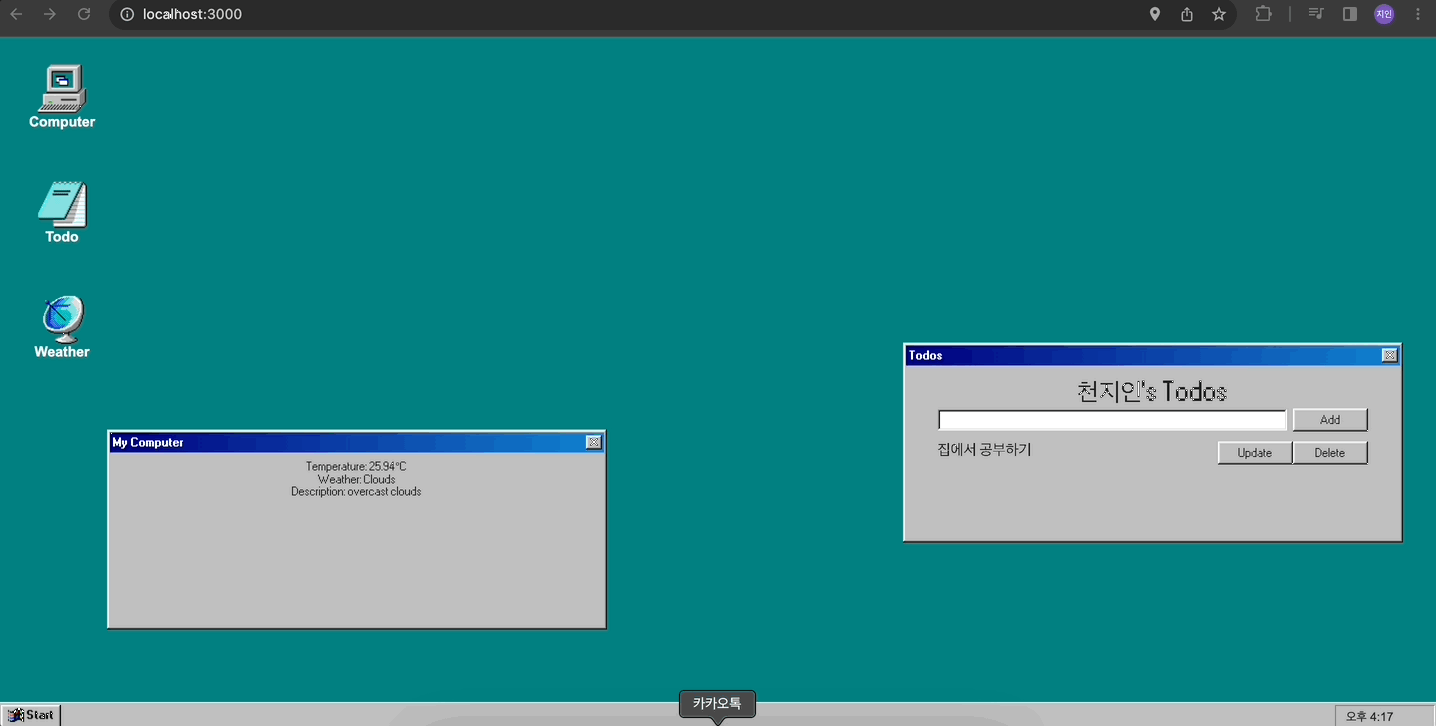 localhost:3000
지인
Computer
Todo
Weather
Todos
천지인's Todos
Add
집에서 공부하기
Update
Delete
My Computer
Temperature: 25.94°C
Weather: Clouds
Description: overcast clouds
카카오톡
Start
오후 4:17